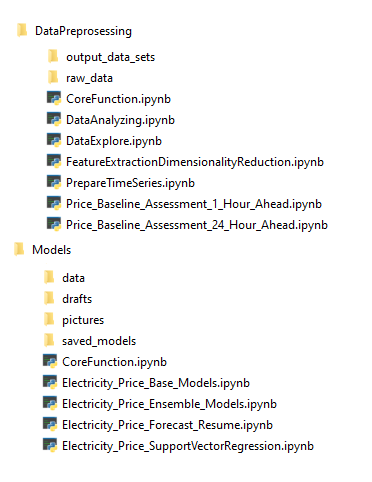 DataPreprosessing
output_data_sets
raw_data
CoreFunction.ipynb
DataAnalyzing.ipynb
DataExplore.ipynb
FeatureExtractionDimensionalityReduction.ipynb
PrepareTimeSeries.ipynb
Price_Baseline_Assessment_1_Hour_Ahead.ipynb
Price_Baseline_Assessment_24_Hour_Ahead.ipynb
Models
data
drafts
pictures
saved_models
CoreFunction.ipynb
Electricity_Price_Base_Models.ipynb
Electricity_Price_Ensemble_Models.ipynb
Electricity_Price_Forecast_Resume.ipynb
Electricity_Price_SupportVectorRegression.ipynb